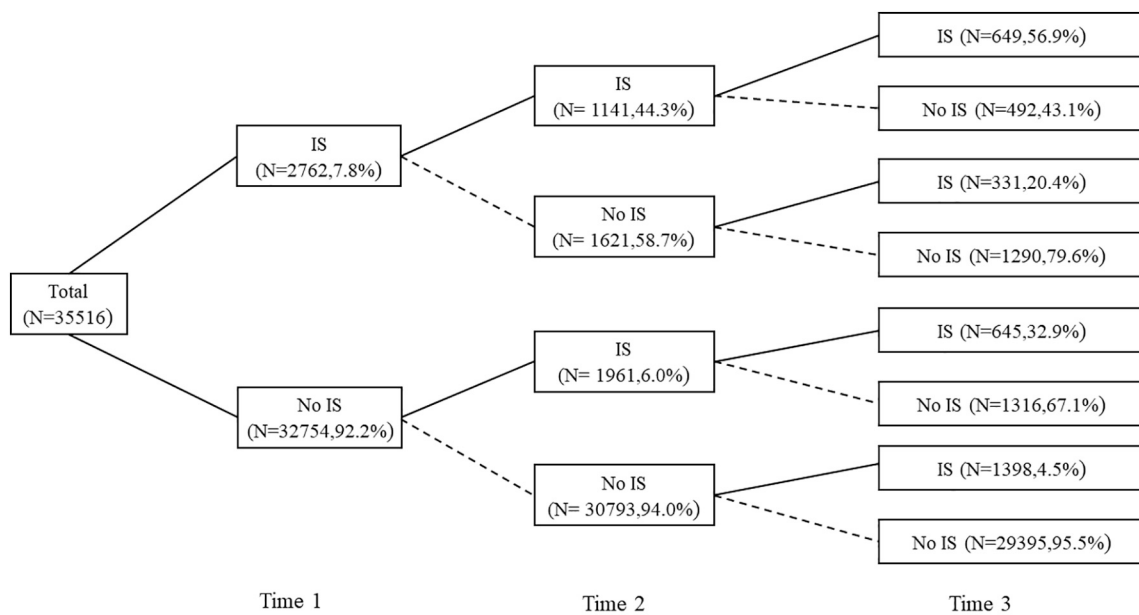 Total
(N=35516)
IS
(N=2762,7.8%)
No IS
(N=32754,92.2%)
IS
(N= 1141,44.3%)
No IS
(N= 1621,58.7%)
IS
(N= 1961,6.0%)
No IS
(N= 30793,94.0%)
IS (N=649,56.9%)
No IS (N=492,43.1%)
IS (N=331,20.4%)
No IS (N=1290,79.6%)
IS (N=645,32.9%)
No IS (N=1316,67.1%)
IS (N=1398,4.5%)
No IS (N=29395,95.5%)
Time 1
Time 2
Time 3